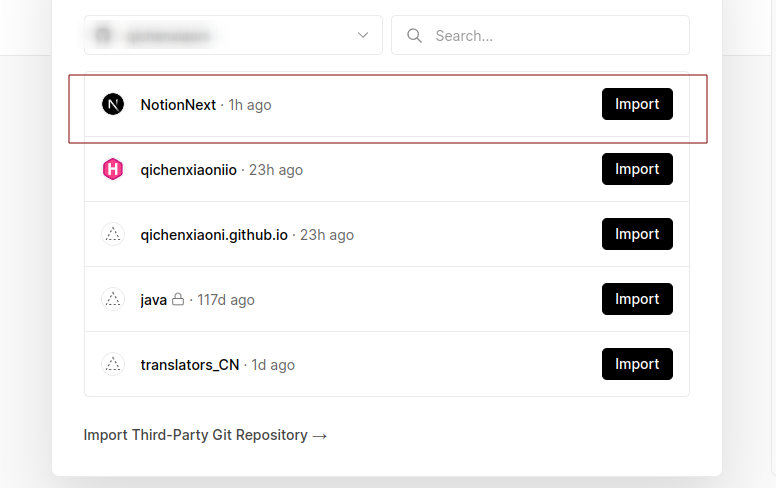 Search...
NotionNext · 1h ago Import
qichenxiaoniio · 23h ago Import
qichenxiaoni.github.io · 23h ago Import
java · 117d ago Import
translators_CN · 1d ago Import
Import Third-Party Git Repository →